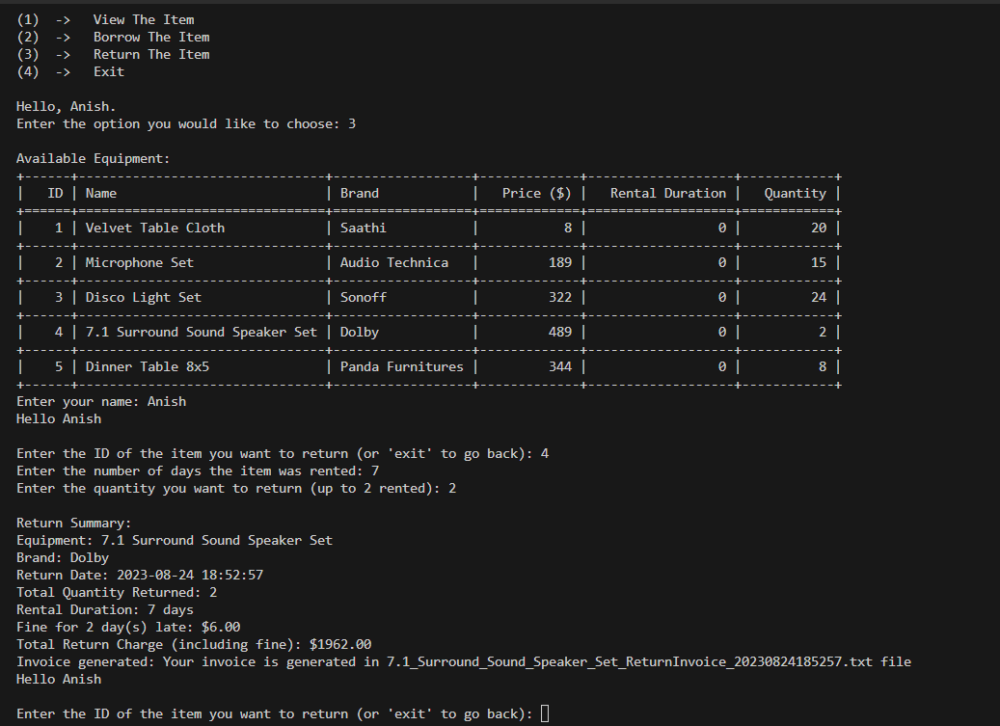 (1)  ->   View The Item
(2)  ->   Borrow The Item
(3)  ->   Return The Item
(4)  ->   Exit
Hello, Anish.
Enter the option you would like to choose: 3
Available Equipment:
+------+--------------------------------+------------------+-------------+-------------------+------------+
|   ID | Name                           | Brand            |   Price ($) |   Rental Duration |   Quantity |
+======+================================+==================+=============+===================+============+
|    1 | Velvet Table Cloth             | Saathi           |           8 |                 0 |         20 |
+------+--------------------------------+------------------+-------------+-------------------+------------+
|    2 | Microphone Set                 | Audio Technica   |         189 |                 0 |         15 |
+------+--------------------------------+------------------+-------------+-------------------+------------+
|    3 | Disco Light Set                | Sonoff           |         322 |                 0 |         24 |
+------+--------------------------------+------------------+-------------+-------------------+------------+
|    4 | 7.1 Surround Sound Speaker Set | Dolby            |         489 |                 0 |          2 |
+------+--------------------------------+------------------+-------------+-------------------+------------+
|    5 | Dinner Table 8x5               | Panda Furnitures |         344 |                 0 |          8 |
+------+--------------------------------+------------------+-------------+-------------------+------------+
Enter your name: Anish
Hello Anish
Enter the ID of the item you want to return (or 'exit' to go back): 4
Enter the number of days the item was rented: 7
Enter the quantity you want to return (up to 2 rented): 2
Return Summary:
Equipment: 7.1 Surround Sound Speaker Set
Brand: Dolby
Return Date: 2023-08-24 18:52:57
Total Quantity Returned: 2
Rental Duration: 7 days
Fine for 2 day(s) late: $6.00
Total Return Charge (including fine): $1962.00
Invoice generated: Your invoice is generated in 7.1_Surround_Sound_Speaker_Set_ReturnInvoice_20230824185257.txt file
Hello Anish
Enter the ID of the item you want to return (or 'exit' to go back):